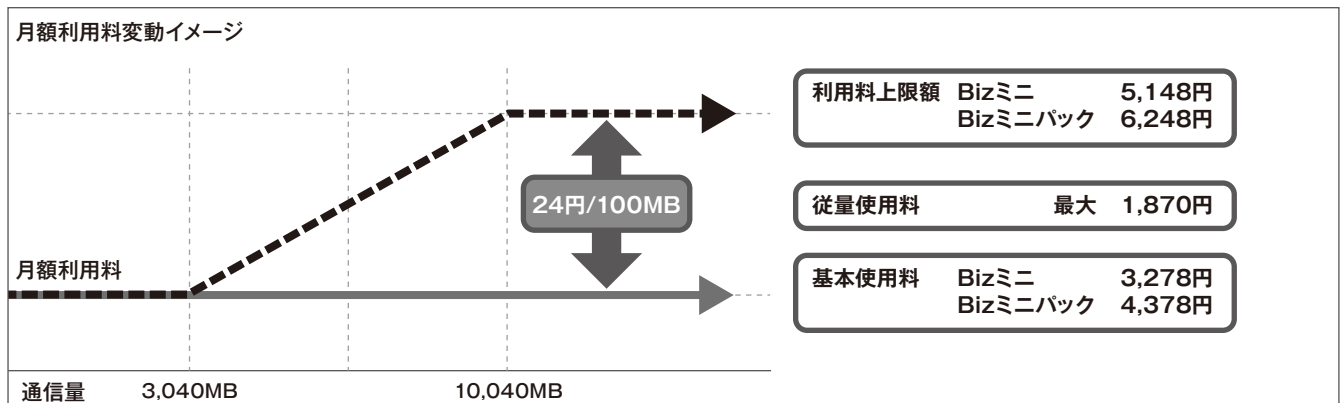 月額利用料変動イメージ
利用料上限額 Bizミニ 5,148円
Bizミニパック 6,248円
24円/100MB
従量使用料 最大 1,870円
月額利用料
基本使用料 Bizミニ 3,278円
Bizミニパック 4,378円
通信量 3,040MB 10,040MB